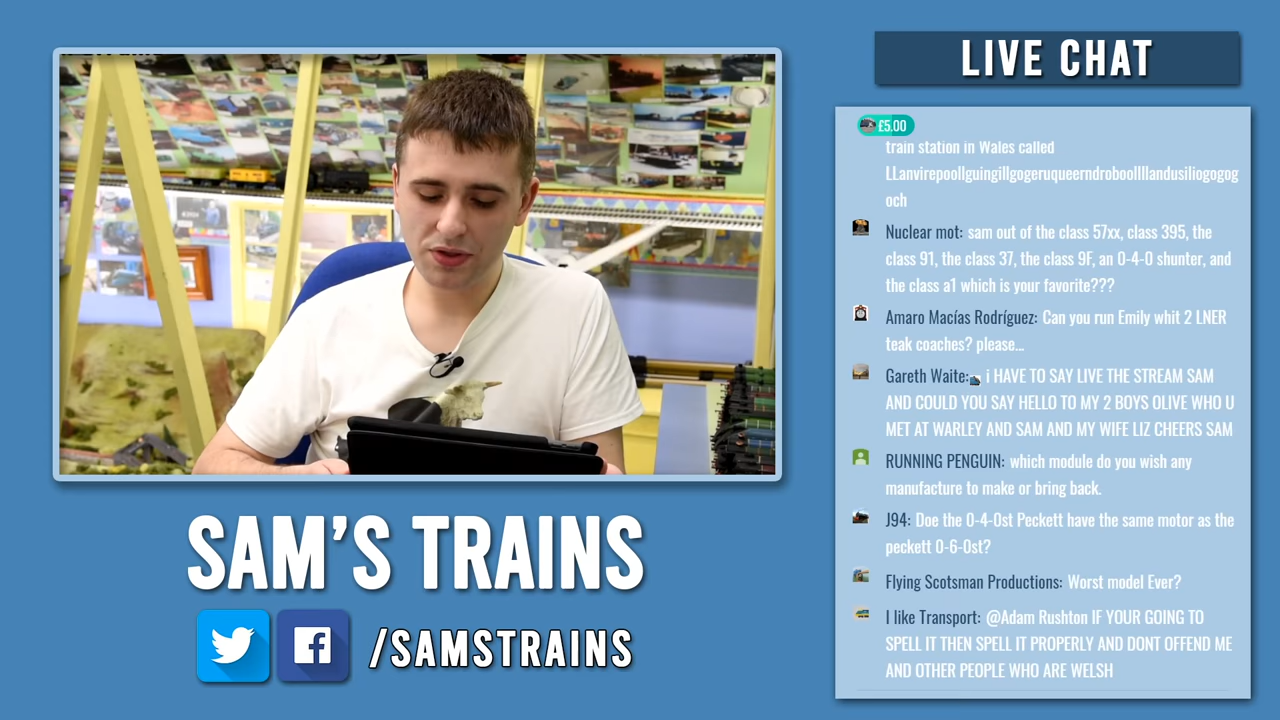 LIVE CHAT
£5.00
train station in Wales called
LLanvirepoollguingillgogeruqueerndroboollllandusiliogogog
och
Nuclear mot: sam out of the class 57xx, class 395, the
class 91, the class 37, the class 9F, an 0-4-0 shunter, and
the class a1 which is your favorite???
Amaro Macías Rodríguez: Can you run Emily whit 2 LNER
teak coaches? please...
Gareth Waite: i HAVE TO SAY LIVE THE STREAM SAM
AND COULD YOU SAY HELLO TO MY 2 BOYS OLIVE WHO U
MET AT WARLEY AND SAM AND MY WIFE LIZ CHEERS SAM
RUNNING PENGUIN: which module do you wish any
manufacture to make or bring back.
J94: Doe the 0-4-0st Peckett have the same motor as the
peckett 0-6-0st?
Flying Scotsman Productions: Worst model Ever?
I like Transport: @Adam Rushton IF YOUR GOING TO
SPELL IT THEN SPELL IT PROPERLY AND DONT OFFEND ME
AND OTHER PEOPLE WHO ARE WELSH
SAM'S TRAINS
/SAMSTRAINS